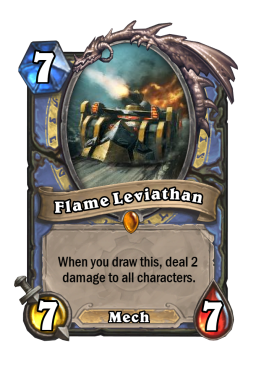 7
Flame Leviathan
When you draw this, deal 2
damage to all characters.
7
Mech
7